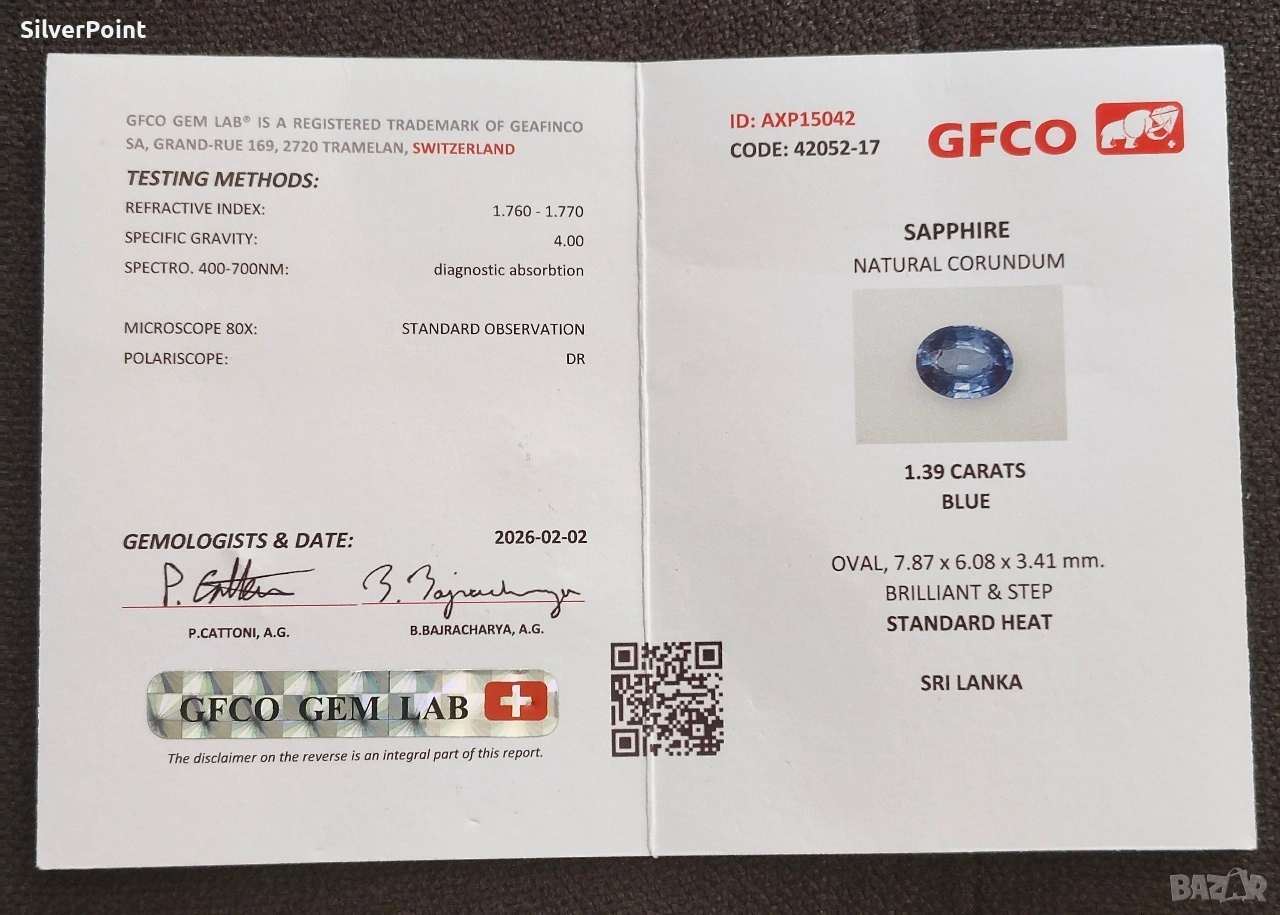 SilverPoint
GFCO GEM LAB® IS A REGISTERED TRADEMARK OF GEAFINCO
SA, GRAND-RUE 169, 2720 TRAMELAN, SWITZERLAND
TESTING METHODS:
REFRACTIVE INDEX: 1.760 - 1.770
SPECIFIC GRAVITY: 4.00
SPECTRO. 400-700NM: diagnostic absorbtion
MICROSCOPE 80X: STANDARD OBSERVATION
POLARISCOPE: DR
GEMOLOGISTS & DATE: 2026-02-02
P. Cattoni B. Bajracharya
P.CATTONI, A.G. B.BAJRACHARYA, A.G.
GFCO GEM LAB
The disclaimer on the reverse is an integral part of this report.
ID: AXP15042
CODE: 42052-17
GFCO
SAPPHIRE
NATURAL CORUNDUM
1.39 CARATS
BLUE
OVAL, 7.87 x 6.08 x 3.41 mm.
BRILLIANT & STEP
STANDARD HEAT
SRI LANKA
BAZAR